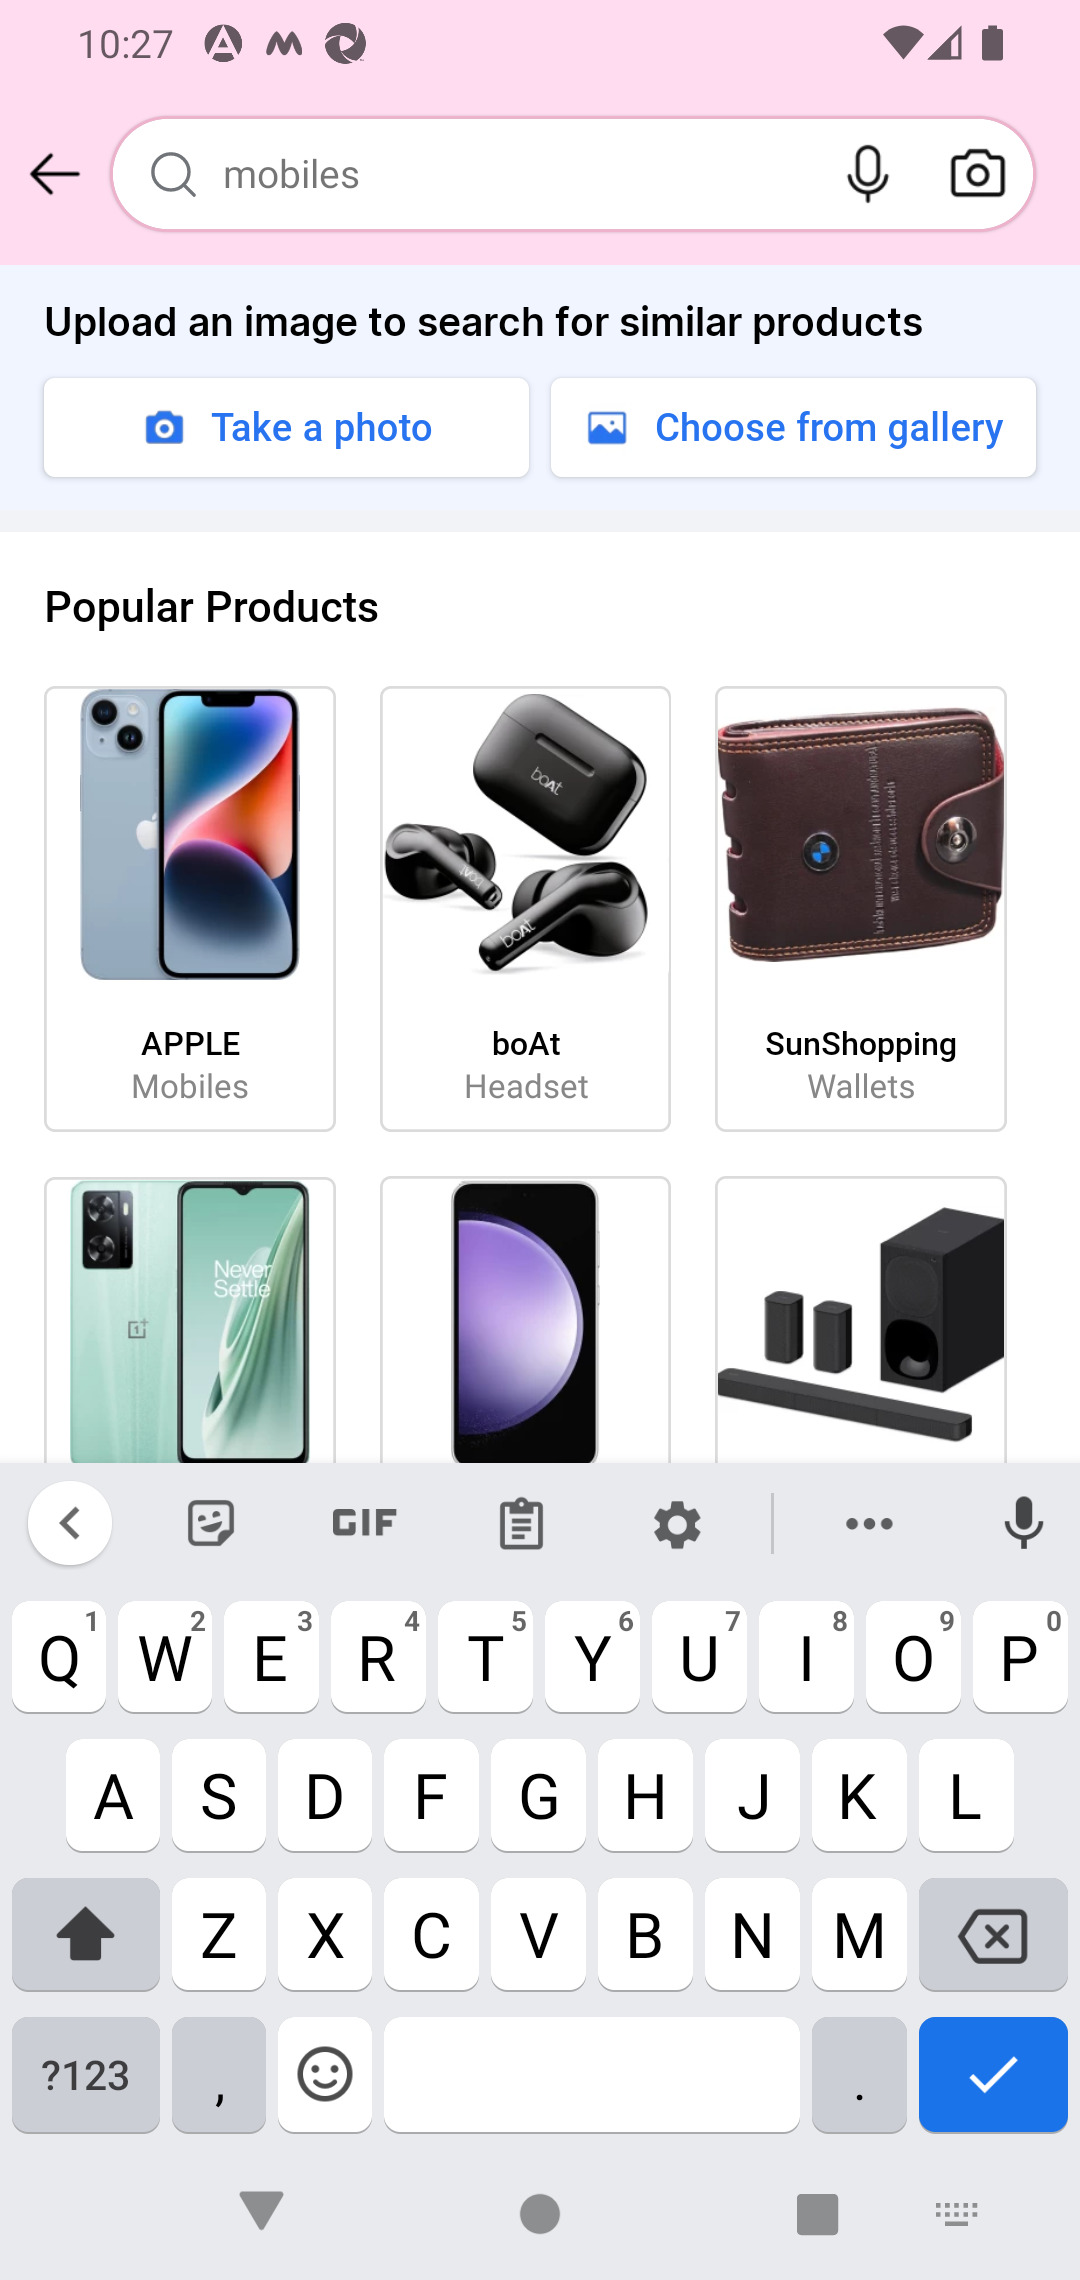 10:27
mobiles
Upload an image to search for similar products
Take a photo
Choose from gallery
Popular Products
boAt
boAt
boAt
APPLE
Mobiles
boAt
Headset
SunShopping
Wallets
Never
Settle
GIF
Q 1 W 2 E 3 R 4 T 5 Y 6 U 7 I 8 O 9 P 0
A S D F G H J K L
Z X C V B N M
?123 , .